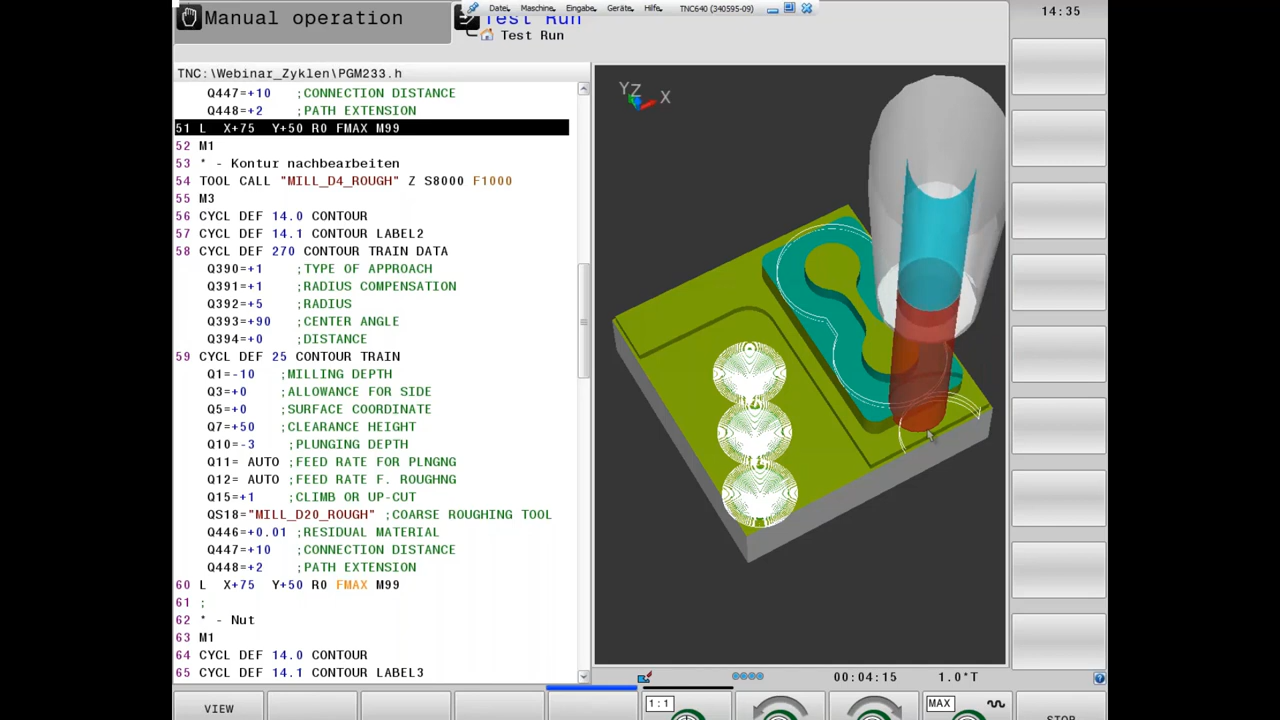 Manual operation
Datei Maschine Eingabe Geräte Hilfe TNC640 (340595-09)
Test Run
Test Run
14:35
TNC:\Webinar_Zyklen\PGM233.h
Q447=+10 ;CONNECTION DISTANCE
Q448=+2 ;PATH EXTENSION
51 L X+75 Y+50 R0 FMAX M99
52 M1
53 * - Kontur nachbearbeiten
54 TOOL CALL "MILL_D4_ROUGH" Z S8000 F1000
55 M3
56 CYCL DEF 14.0 CONTOUR
57 CYCL DEF 14.1 CONTOUR LABEL2
58 CYCL DEF 270 CONTOUR TRAIN DATA
Q390=+1 ;TYPE OF APPROACH
Q391=+1 ;RADIUS COMPENSATION
Q392=+5 ;RADIUS
Q393=+90 ;CENTER ANGLE
Q394=+0 ;DISTANCE
59 CYCL DEF 25 CONTOUR TRAIN
Q1=-10 ;MILLING DEPTH
Q3=+0 ;ALLOWANCE FOR SIDE
Q5=+0 ;SURFACE COORDINATE
Q7=+50 ;CLEARANCE HEIGHT
Q10=-3 ;PLUNGING DEPTH
Q11= AUTO ;FEED RATE FOR PLNGNG
Q12= AUTO ;FEED RATE F. ROUGHNG
Q15=+1 ;CLIMB OR UP-CUT
QS18="MILL_D20_ROUGH" ;COARSE ROUGHING TOOL
Q446=+0.01 ;RESIDUAL MATERIAL
Q447=+10 ;CONNECTION DISTANCE
Q448=+2 ;PATH EXTENSION
60 L X+75 Y+50 R0 FMAX M99
61 ;
62 * - Nut
63 M1
64 CYCL DEF 14.0 CONTOUR
65 CYCL DEF 14.1 CONTOUR LABEL3
YZ X
00:04:15 1.0*T
VIEW
1:1
MAX
STOP